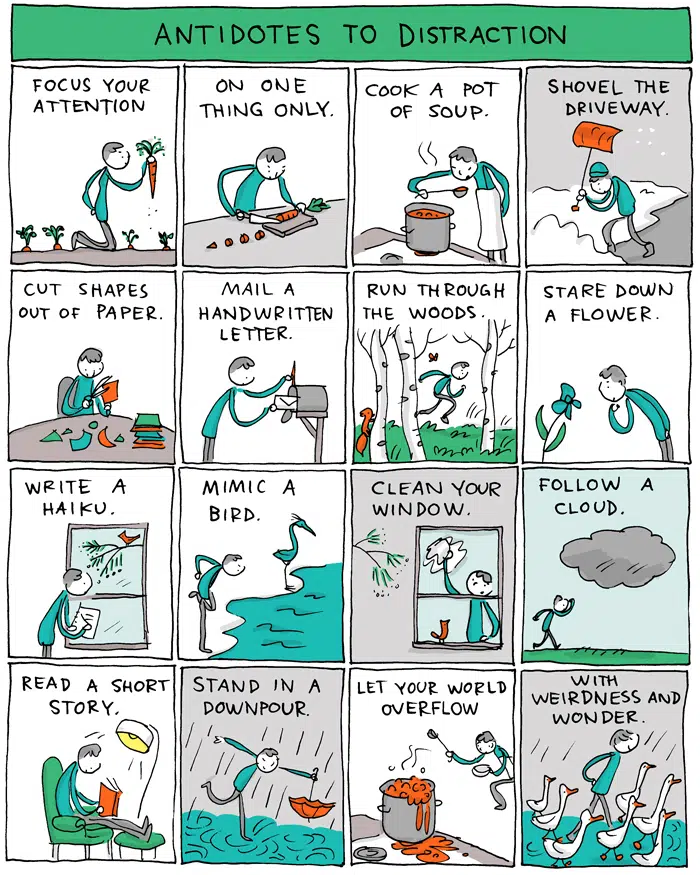 ANTIDOTES TO DISTRACTION
FOCUS YOUR
ATTENTION
ON ONE
THING ONLY.
COOK A POT
OF SOUP.
SHOVEL THE
DRIVEWAY.
CUT SHAPES
OUT OF PAPER.
MAIL A
HANDWRITTEN
LETTER.
RUN THROUGH
THE WOODS.
STARE DOWN
A FLOWER.
WRITE A
HAIKU.
MIMIC A
BIRD.
CLEAN YOUR
WINDOW.
FOLLOW A
CLOUD.
READ A SHORT
STORY.
STAND IN A
DOWNPOUR.
LET YOUR WORLD
OVERFLOW
WITH
WEIRDNESS AND
WONDER.